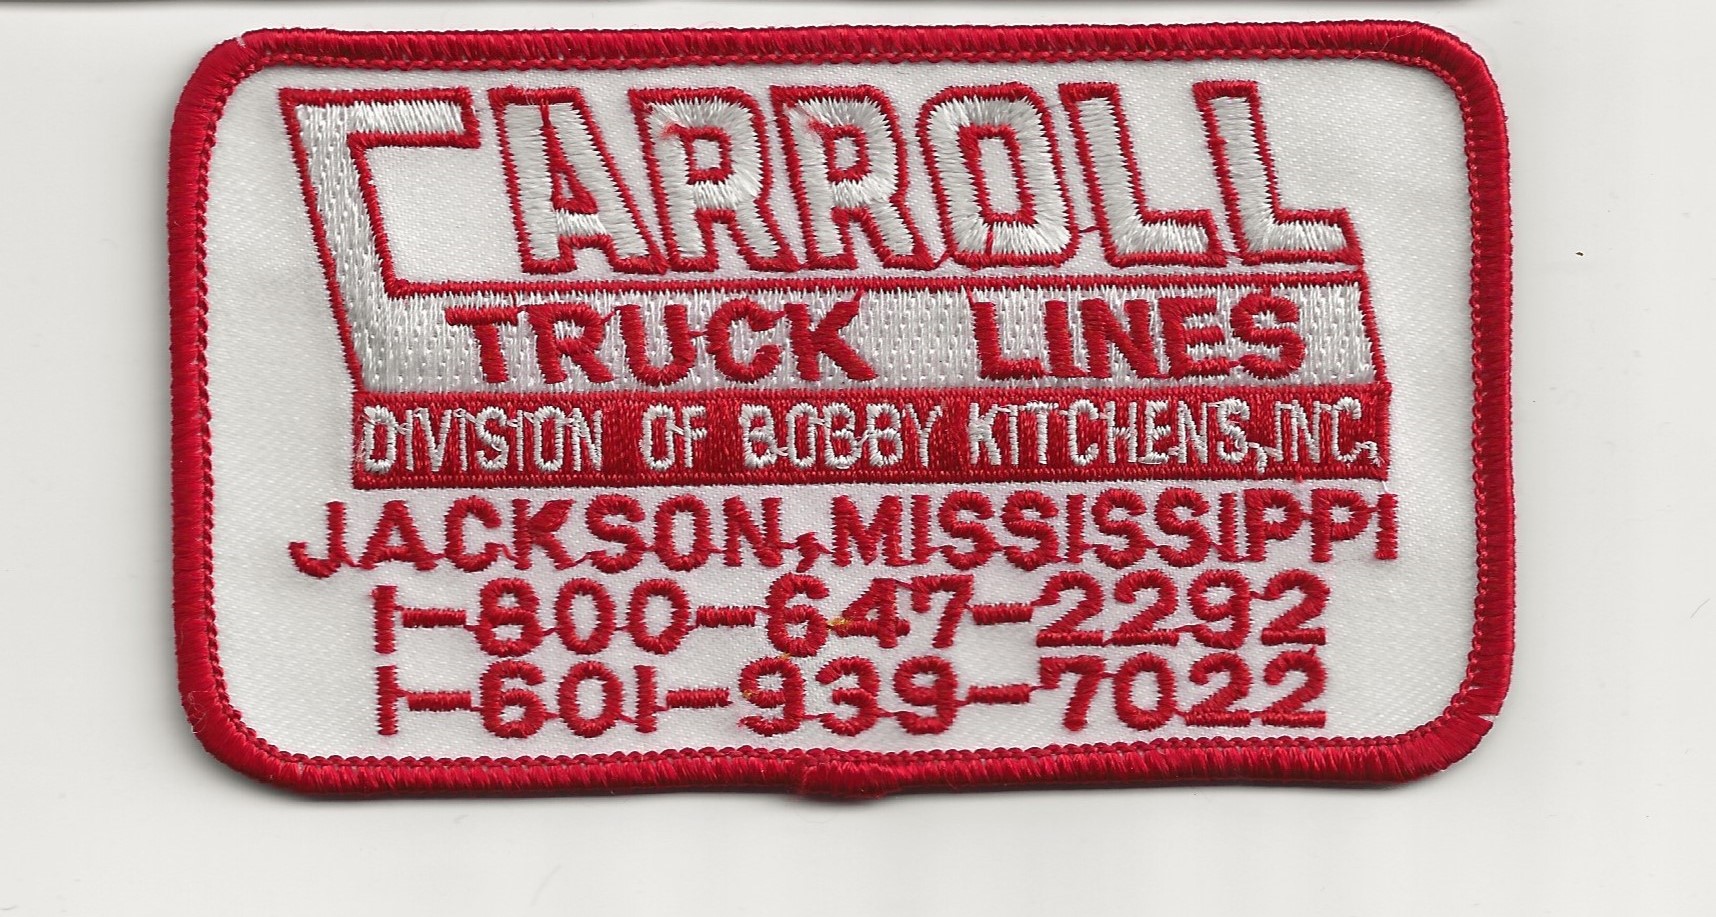 CARROLL
TRUCK LINES
DIVISION OF BOBBY KITCHENS, INC.
JACKSON, MISSISSIPPI
1-800-647-2292
1-601-939-7022